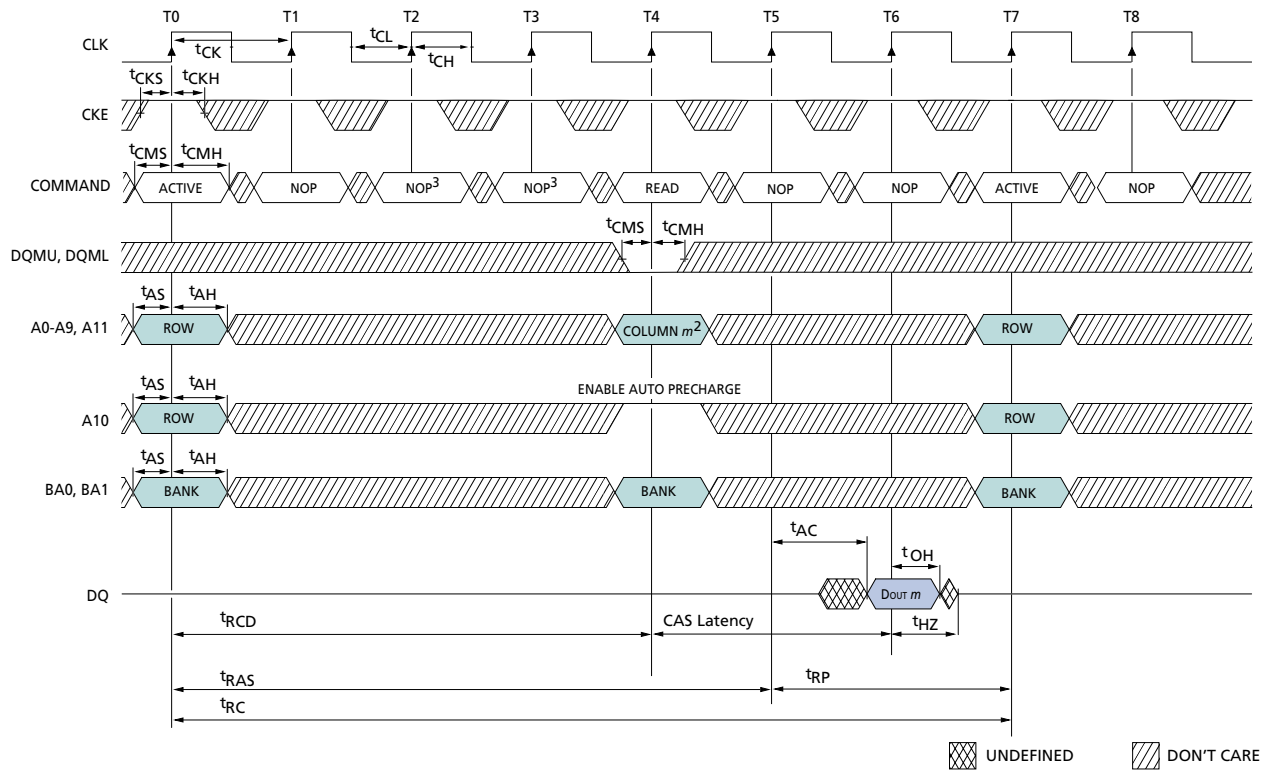 T0 T1 T2 T3 T4 T5 T6 T7 T8
CLK
tCK tCL tCH
tCKS tCKH
CKE
tCMS tCMH
COMMAND ACTIVE NOP NOP3 NOP3 READ NOP NOP ACTIVE NOP
tCMS tCMH
DQMU, DQML
tAS tAH
A0-A9, A11 ROW COLUMN m2 ROW
tAS tAH ENABLE AUTO PRECHARGE
A10 ROW ROW
tAS tAH
BA0, BA1 BANK BANK BANK
tAC
tOH
DQ DOUT m
tRCD CAS Latency tHZ
tRAS tRP
tRC
UNDEFINED DON'T CARE